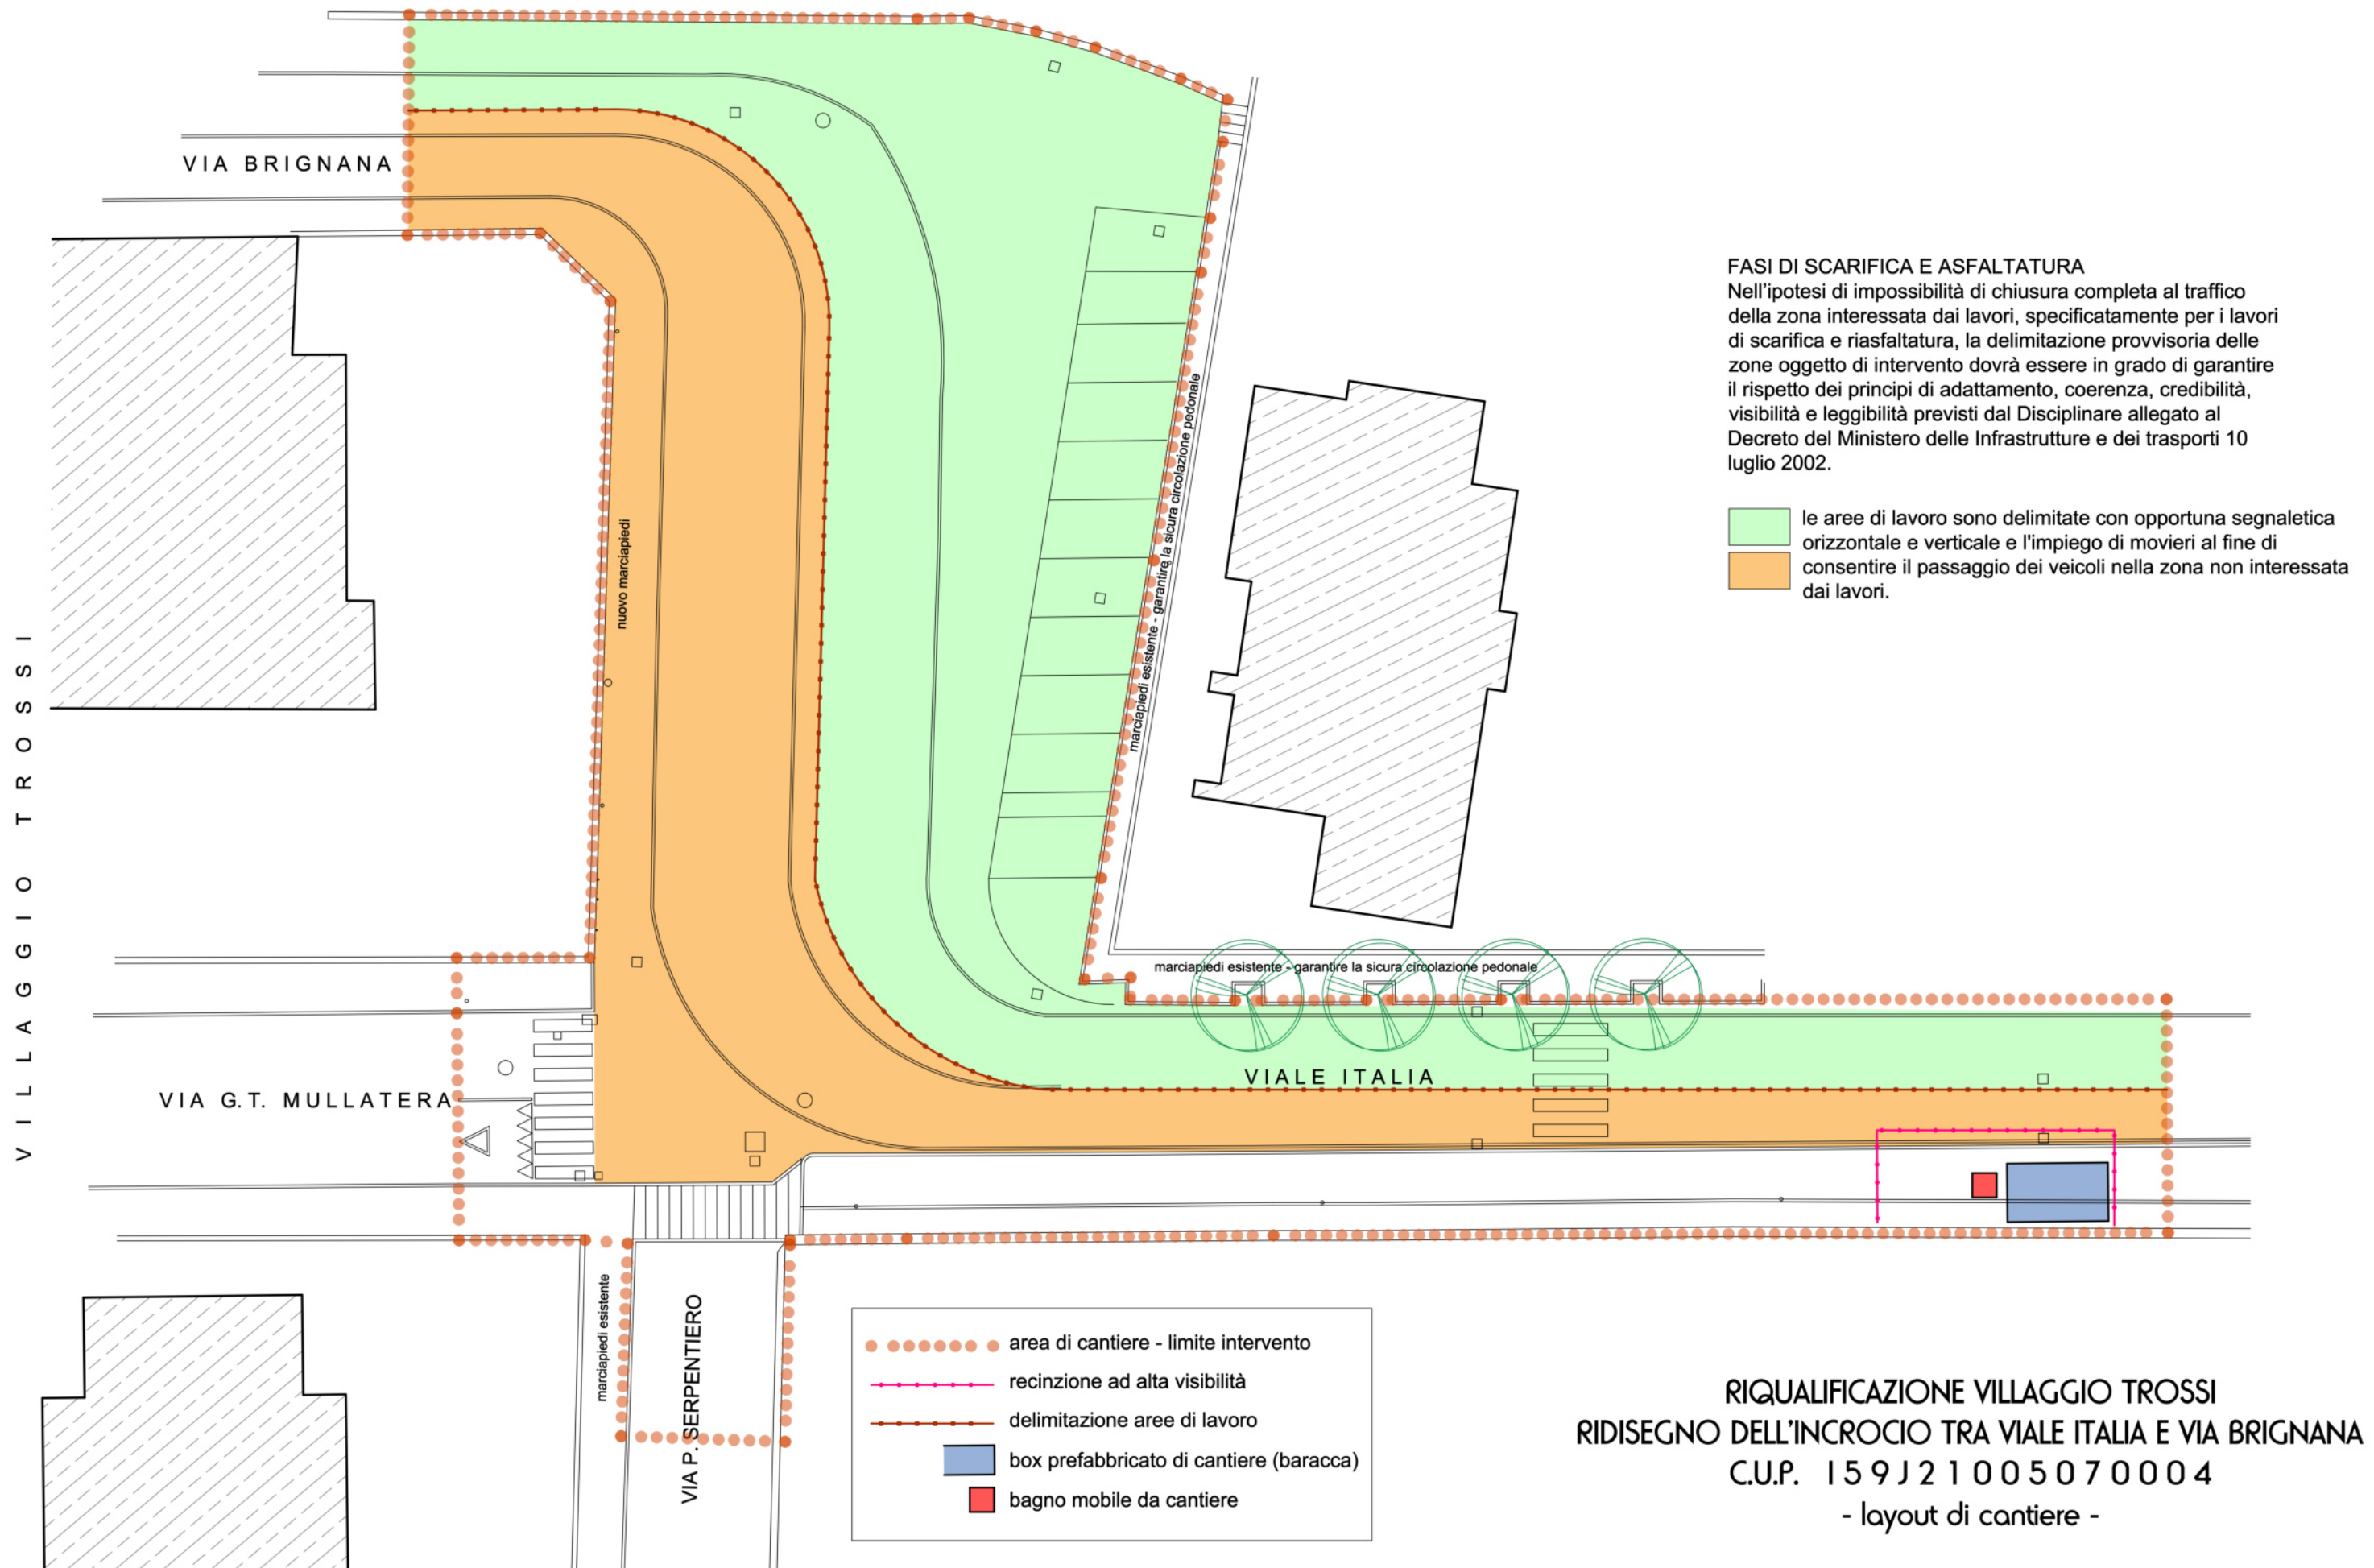 VIA BRIGNANA
FASI DI SCARIFICA E ASFALTATURA
Nell'ipotesi di impossibilità di chiusura completa al traffico
della zona interessata dai lavori, specificatamente per i lavori
di scarifica e riasfaltatura, la delimitazione provvisoria delle
zone oggetto di intervento dovrà essere in grado di garantire
il rispetto dei principi di adattamento, coerenza, credibilità,
visibilità e leggibilità previsti dal Disciplinare allegato al
Decreto del Ministero delle Infrastrutture e dei trasporti 10
luglio 2002.
le aree di lavoro sono delimitate con opportuna segnaletica
orizzontale e verticale e l'impiego di movieri al fine di
consentire il passaggio dei veicoli nella zona non interessata
dai lavori.
nuovo marciapiedi
marciapiedi esistente - garantire la sicura circolazione pedonale
VILLAGGIO TROSSI
marciapiedi esistente - garantire la sicura circolazione pedonale
VIALE ITALIA
VIA G.T. MULLATERA
marciapiedi esistente
VIA P. SERPENTIERO
area di cantiere - limite intervento
recinzione ad alta visibilità
delimitazione aree di lavoro
box prefabbricato di cantiere (baracca)
bagno mobile da cantiere
RIQUALIFICAZIONE VILLAGGIO TROSSI
RIDISEGNO DELL'INCROCIO TRA VIALE ITALIA E VIA BRIGNANA
C.U.P. I59J21005070004
- layout di cantiere -